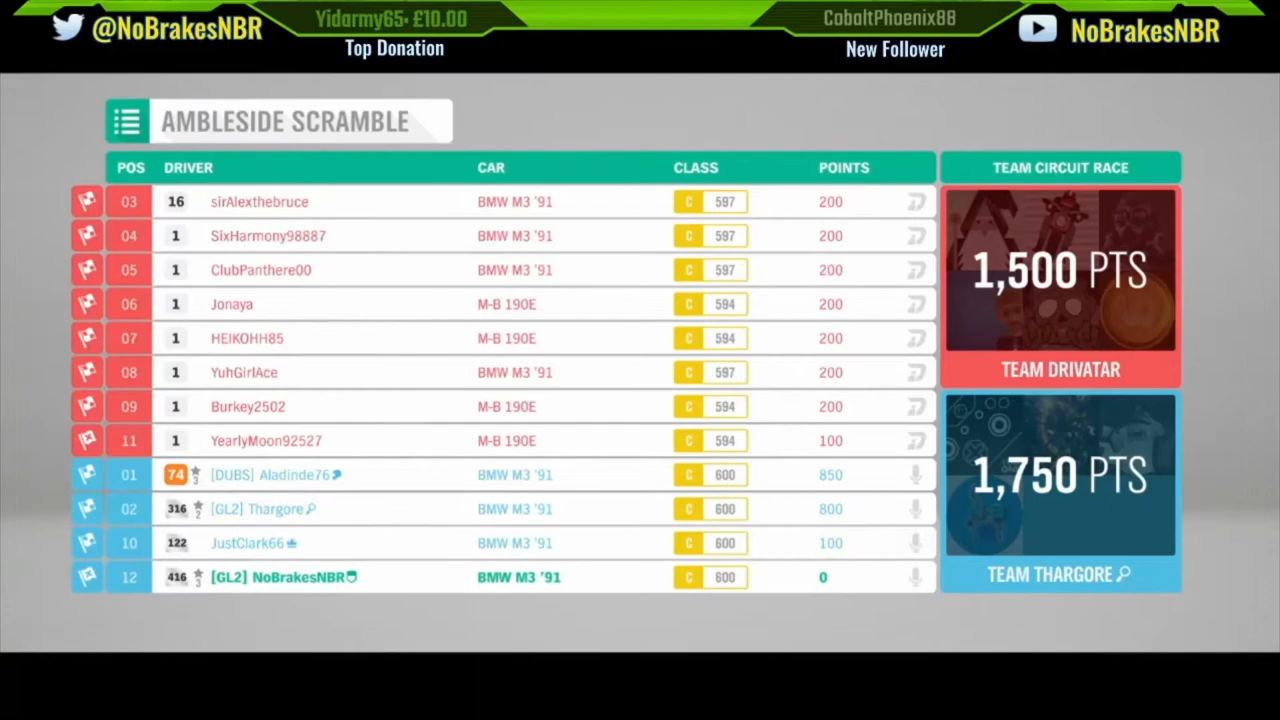 @NoBrakesNBR
Yidarmy65: £10.00
Top Donation
CobaltPhoenix88
New Follower
NoBrakesNBR
AMBLESIDE SCRAMBLE
POS DRIVER CAR CLASS POINTS TEAM CIRCUIT RACE
03 16 sirAlexthebruce BMW M3 '91 C 597 200
04 1 SixHarmony98887 BMW M3 '91 C 597 200
05 1 ClubPanthere00 BMW M3 '91 C 597 200
06 1 Jonaya M-B 190E C 594 200
07 1 HEIKOHH85 M-B 190E C 594 200
08 1 YuhGirlAce BMW M3 '91 C 597 200
09 1 Burkey2502 M-B 190E C 594 200
11 1 YearlyMoon92527 M-B 190E C 594 100
01 74 3 [DUBS] Aladinde76 BMW M3 '91 C 600 850
02 316 2 [GL2] Thargore BMW M3 '91 C 600 800
10 122 JustClark66 BMW M3 '91 C 600 100
12 416 3 [GL2] NoBrakesNBR BMW M3 '91 C 600 0
1,500 PTS
TEAM DRIVATAR
1,750 PTS
TEAM THARGORE